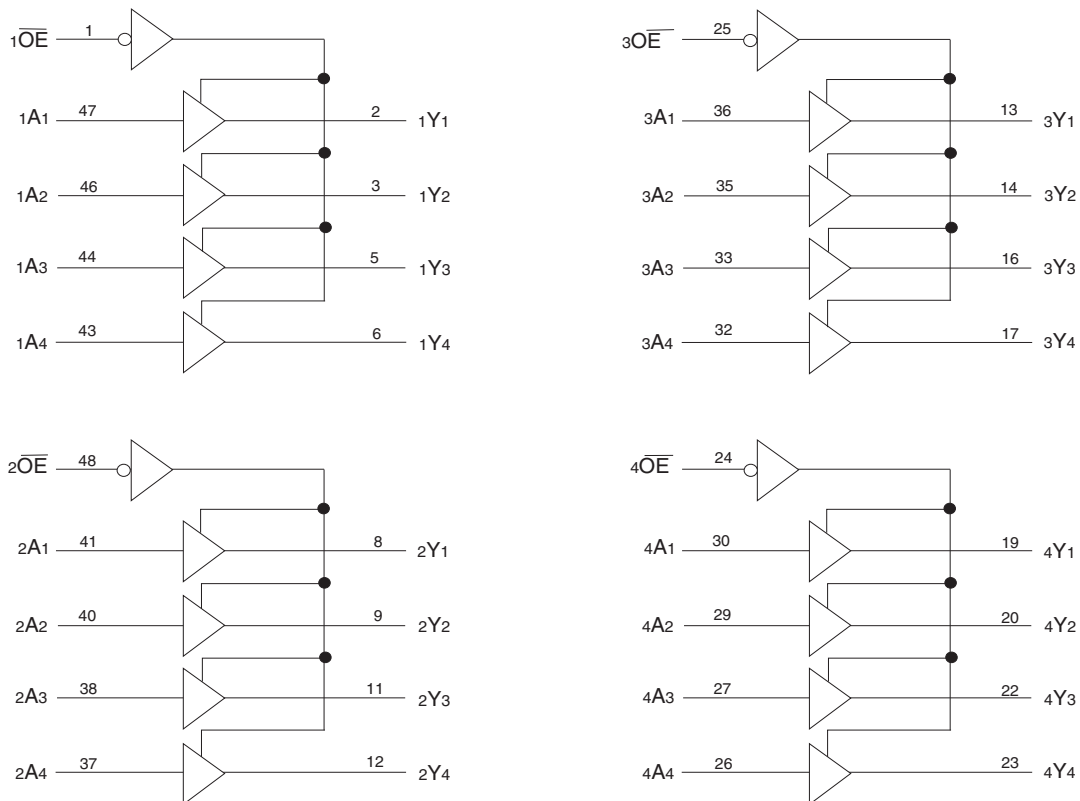 1OE 1
1A1 47 2 1Y1
1A2 46 3 1Y2
1A3 44 5 1Y3
1A4 43 6 1Y4
3OE 25
3A1 36 13 3Y1
3A2 35 14 3Y2
3A3 33 16 3Y3
3A4 32 17 3Y4
2OE 48
2A1 41 8 2Y1
2A2 40 9 2Y2
2A3 38 11 2Y3
2A4 37 12 2Y4
4OE 24
4A1 30 19 4Y1
4A2 29 20 4Y2
4A3 27 22 4Y3
4A4 26 23 4Y4